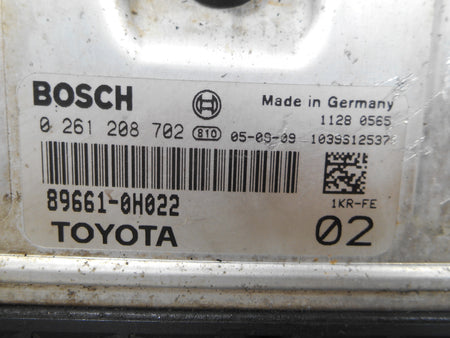 BOSCH Made in Germany
1128 0565
0 261 208 702 810 05-09-09 1039S12537
89661-0H022 1KR-FE
TOYOTA 02